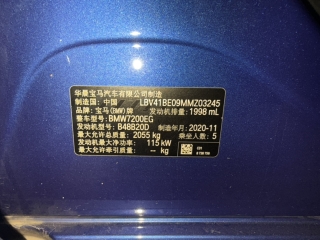 华晨宝马汽车有限公司制造
制造国：中国 LBV41BE09MMZ03245
品牌：宝马(BMW)牌 发动机排量：1998 mL
整车型号：BMW7200EG
发动机型号：B48B20D 制造年月：2020-11
最大允许总质量：2055 kg 乘坐人数：5
发动机最大净功率：115 kW
最大允许牵引质量：-- kg